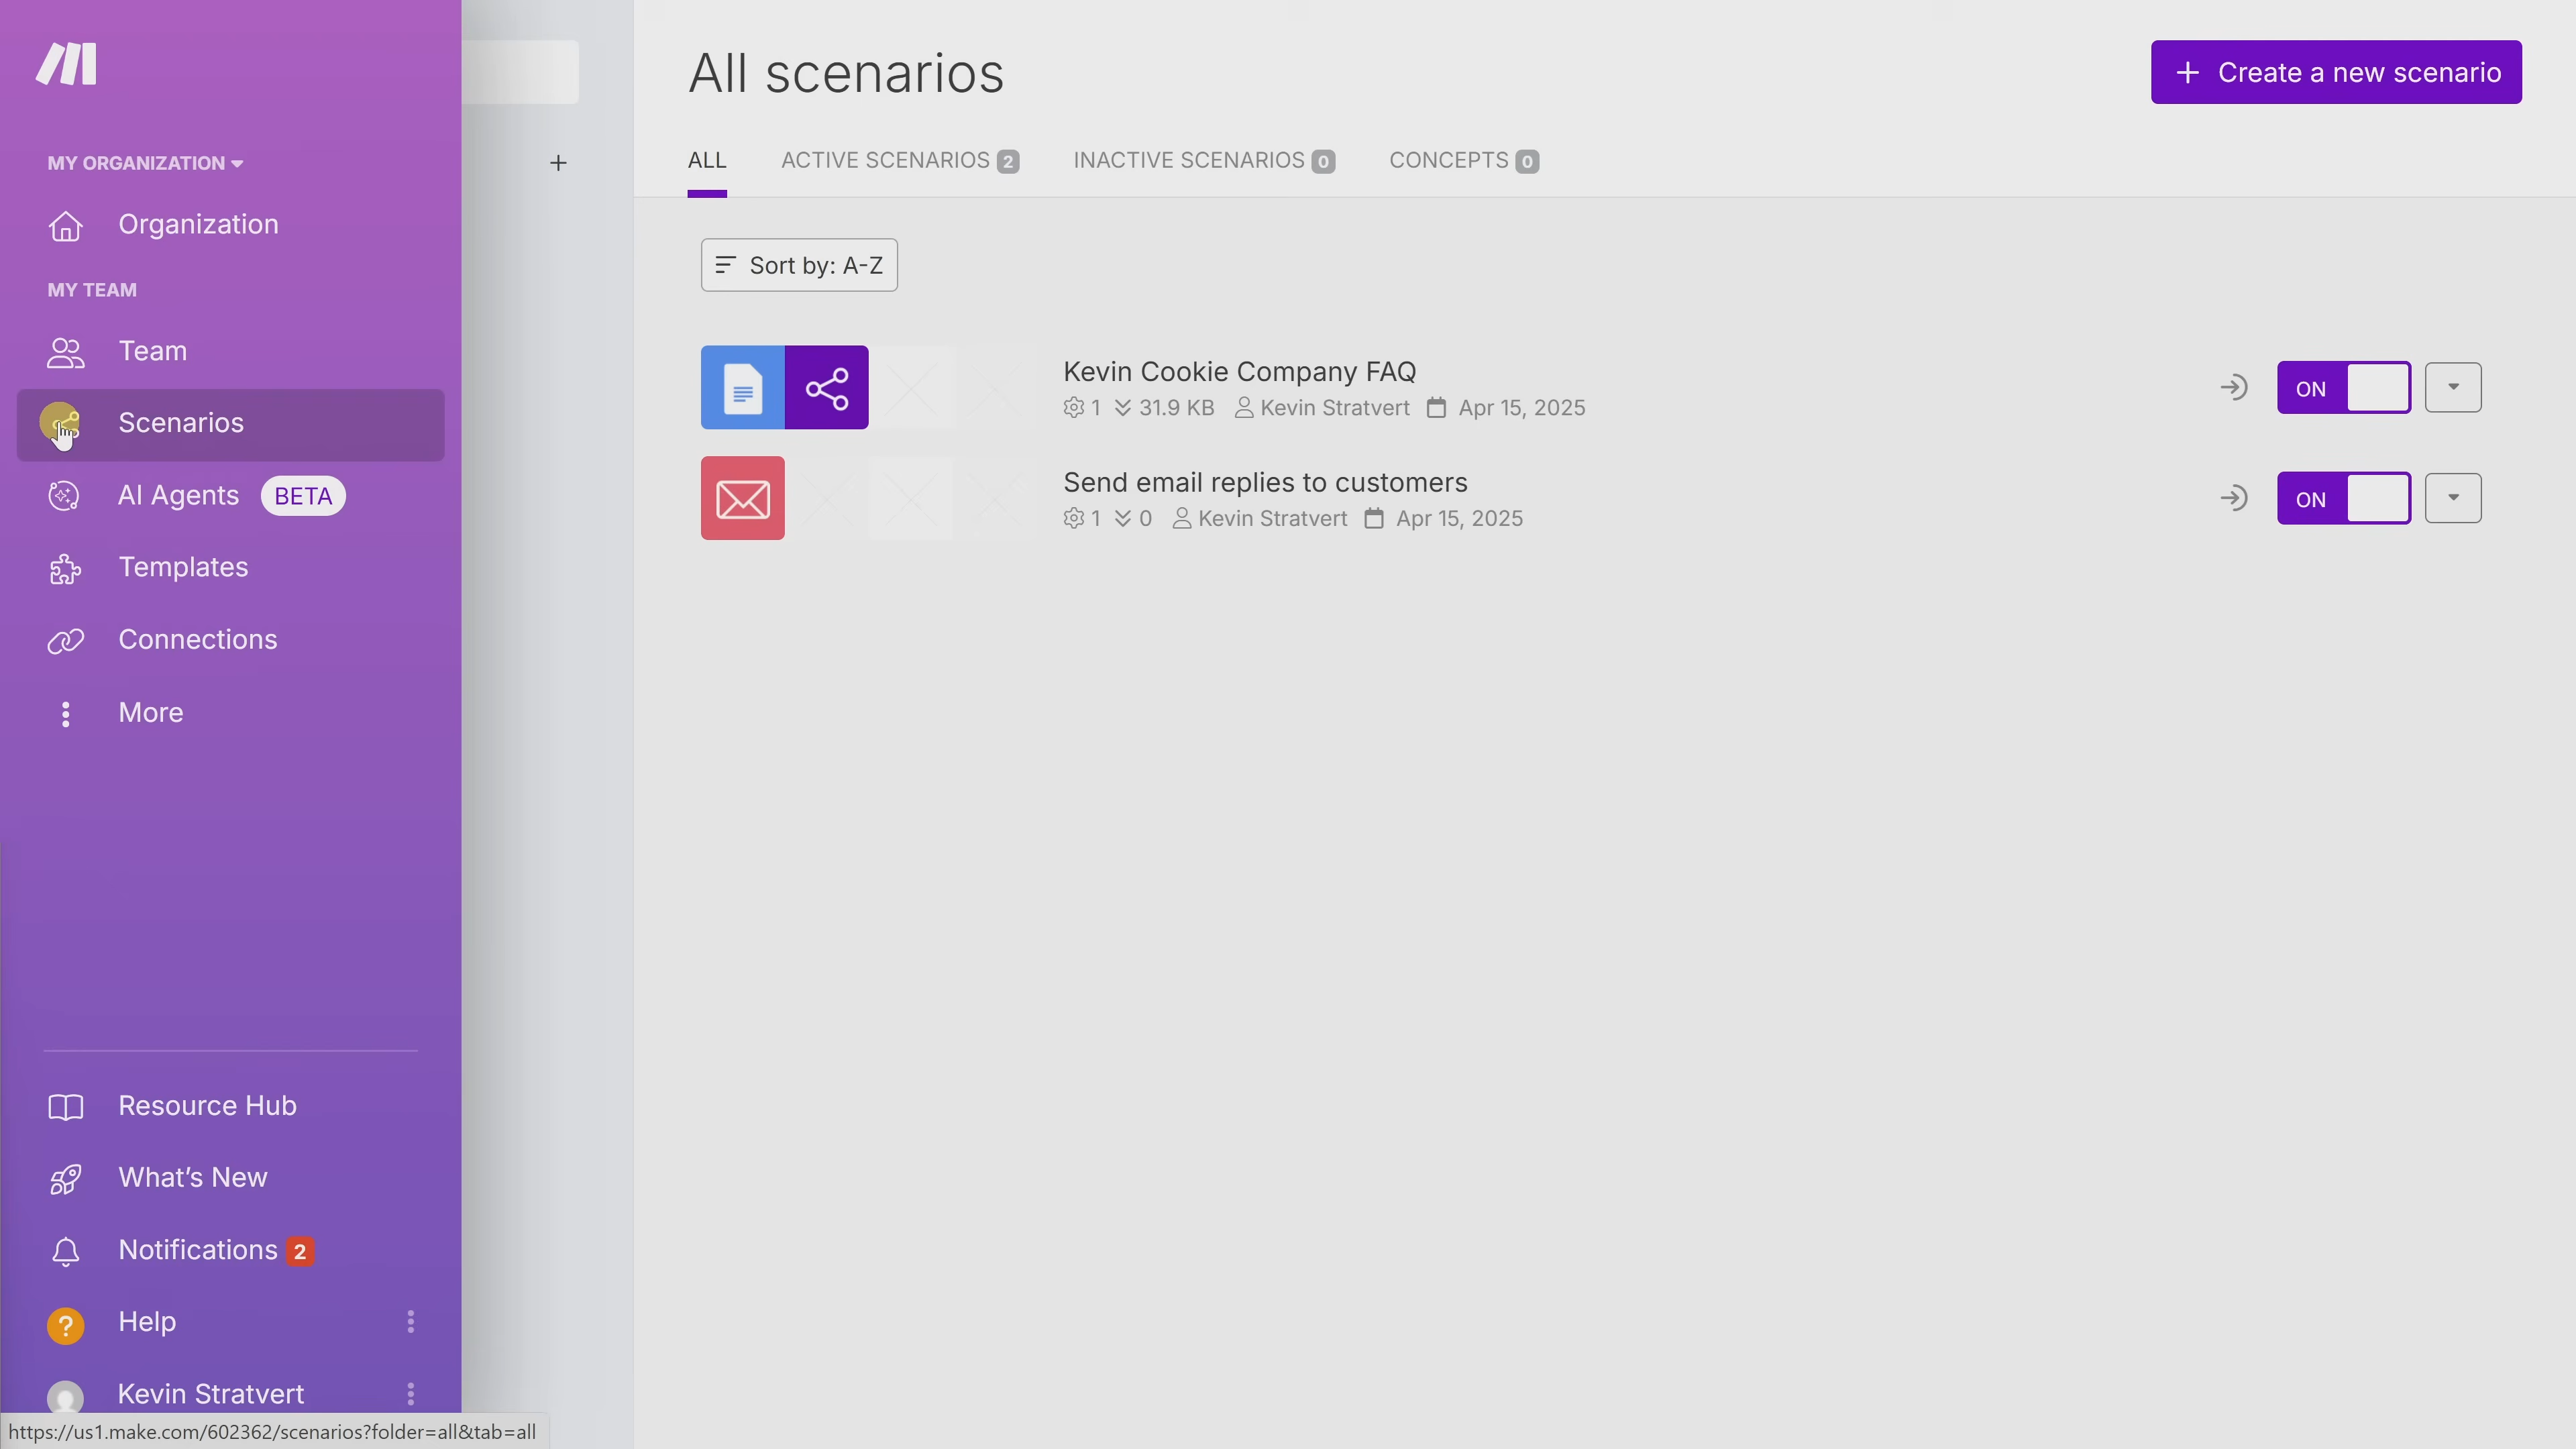 MY ORGANIZATION
Organization
MY TEAM
Team
Scenarios
AI Agents BETA
Templates
Connections
More
Resource Hub
What's New
Notifications 2
Help
Kevin Stratvert
https://us1.make.com/602362/scenarios?folder=all&tab=all
All scenarios
+ Create a new scenario
ALL ACTIVE SCENARIOS 2 INACTIVE SCENARIOS 0 CONCEPTS 0
Sort by: A-Z
Kevin Cookie Company FAQ
1 31.9 KB Kevin Stratvert Apr 15, 2025
ON
Send email replies to customers
1 0 Kevin Stratvert Apr 15, 2025
ON